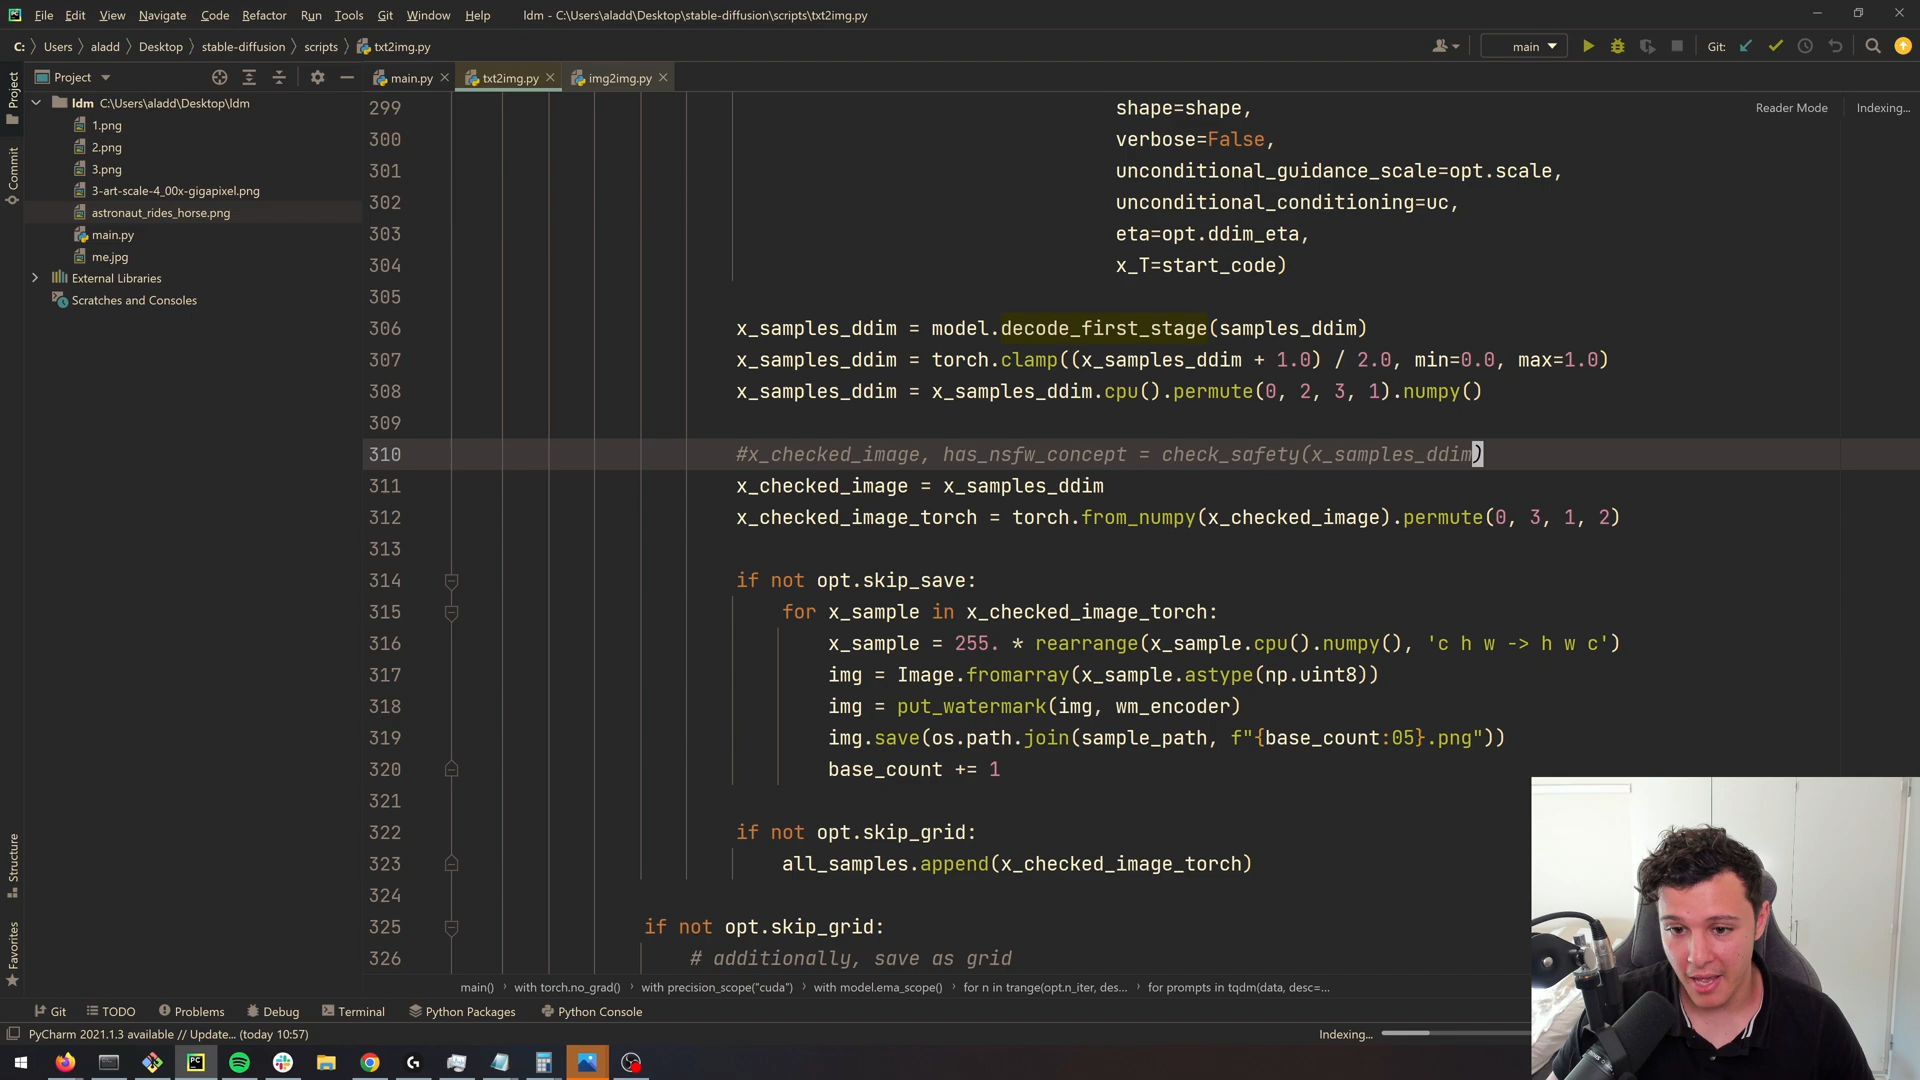 File Edit View Navigate Code Refactor Run Tools Git Window Help ldm - C:\Users\aladd\Desktop\stable-diffusion\scripts\txt2img.py
C: Users aladd Desktop stable-diffusion scripts txt2img.py main Git:
Project main.py txt2img.py img2img.py
Reader Mode Indexing...
Project
Commit
Structure
Favorites
ldm C:\Users\aladd\Desktop\ldm
1.png
2.png
3.png
3-art-scale-4_00x-gigapixel.png
astronaut_rides_horse.png
main.py
me.jpg
External Libraries
Scratches and Consoles
299 shape=shape,
300 verbose=False,
301 unconditional_guidance_scale=opt.scale,
302 unconditional_conditioning=uc,
303 eta=opt.ddim_eta,
304 x_T=start_code)
305
306 x_samples_ddim = model.decode_first_stage(samples_ddim)
307 x_samples_ddim = torch.clamp((x_samples_ddim + 1.0) / 2.0, min=0.0, max=1.0)
308 x_samples_ddim = x_samples_ddim.cpu().permute(0, 2, 3, 1).numpy()
309
310 #x_checked_image, has_nsfw_concept = check_safety(x_samples_ddim)
311 x_checked_image = x_samples_ddim
312 x_checked_image_torch = torch.from_numpy(x_checked_image).permute(0, 3, 1, 2)
313
314 if not opt.skip_save:
315 for x_sample in x_checked_image_torch:
316 x_sample = 255. * rearrange(x_sample.cpu().numpy(), 'c h w -> h w c')
317 img = Image.fromarray(x_sample.astype(np.uint8))
318 img = put_watermark(img, wm_encoder)
319 img.save(os.path.join(sample_path, f"{base_count:05}.png"))
320 base_count += 1
321
322 if not opt.skip_grid:
323 all_samples.append(x_checked_image_torch)
324
325 if not opt.skip_grid:
326 # additionally, save as grid
main() with torch.no_grad() with precision_scope("cuda") with model.ema_scope() for n in trange(opt.n_iter, des... for prompts in tqdm(data, desc=...
Git TODO Problems Debug Terminal Python Packages Python Console
PyCharm 2021.1.3 available // Update... (today 10:57) Indexing...